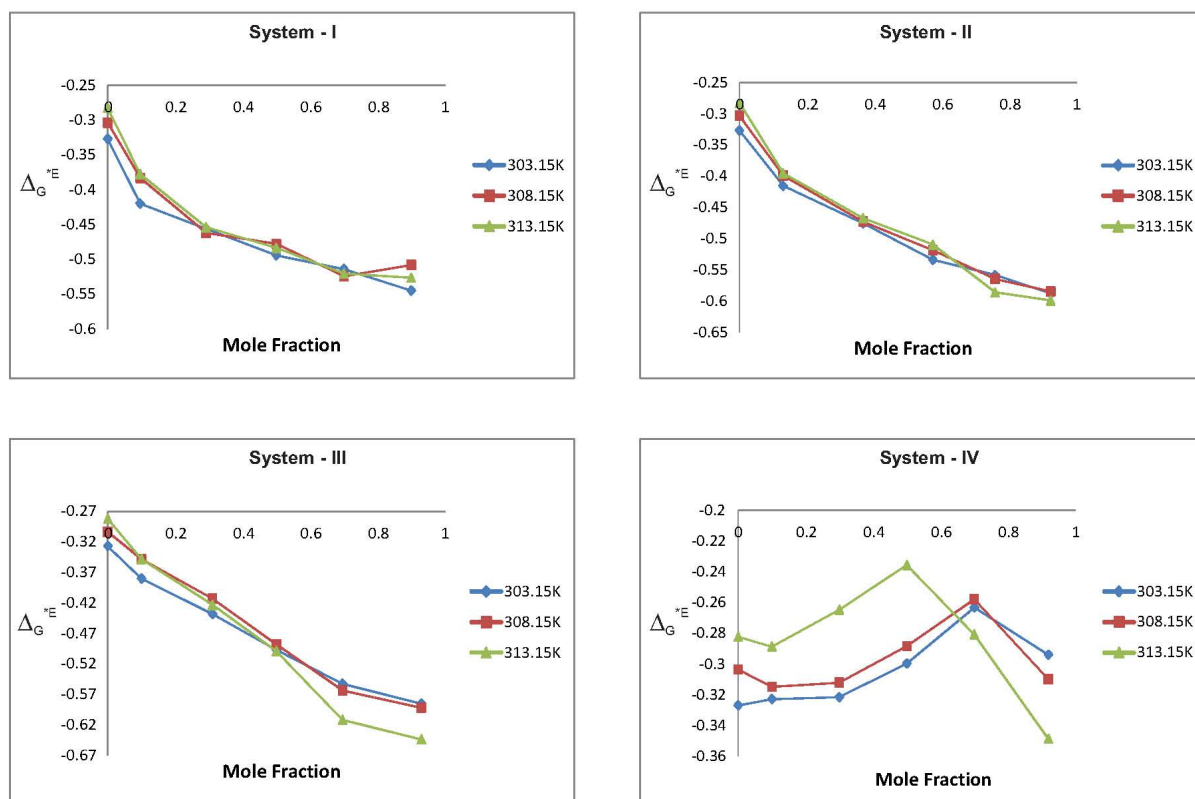 System - I
-0.25
0 0.2 0.4 0.6 0.8 1
-0.3
-0.35
-0.4
-0.45
-0.5
-0.55
-0.6
ΔG*E
303.15K
308.15K
313.15K
Mole Fraction
System - II
-0.25
0 0.2 0.4 0.6 0.8 1
-0.3
-0.35
-0.4
-0.45
-0.5
-0.55
-0.6
-0.65
ΔG*E
303.15K
308.15K
313.15K
Mole Fraction
System - III
-0.27
0 0.2 0.4 0.6 0.8 1
-0.32
-0.37
-0.42
-0.47
-0.52
-0.57
-0.62
-0.67
ΔG*E
303.15K
308.15K
313.15K
Mole Fraction
System - IV
-0.2
0 0.2 0.4 0.6 0.8 1
-0.22
-0.24
-0.26
-0.28
-0.3
-0.32
-0.34
-0.36
ΔG*E
303.15K
308.15K
313.15K
Mole Fraction